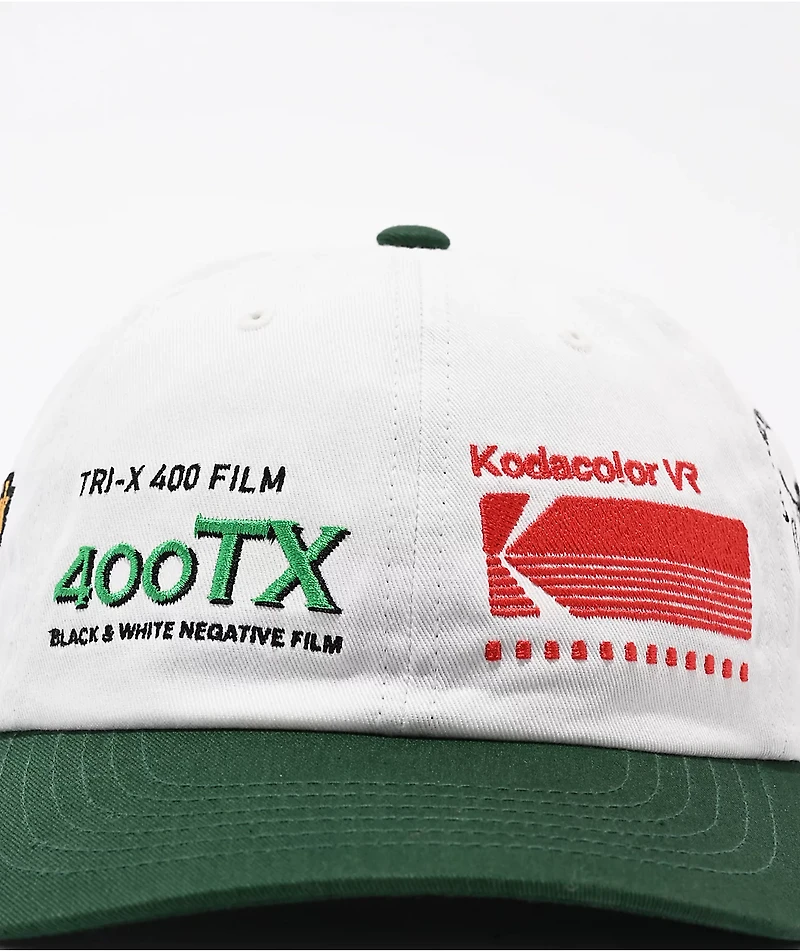 TRI-X 400 FILM
400TX
BLACK & WHITE NEGATIVE FILM
Kodacolor VR